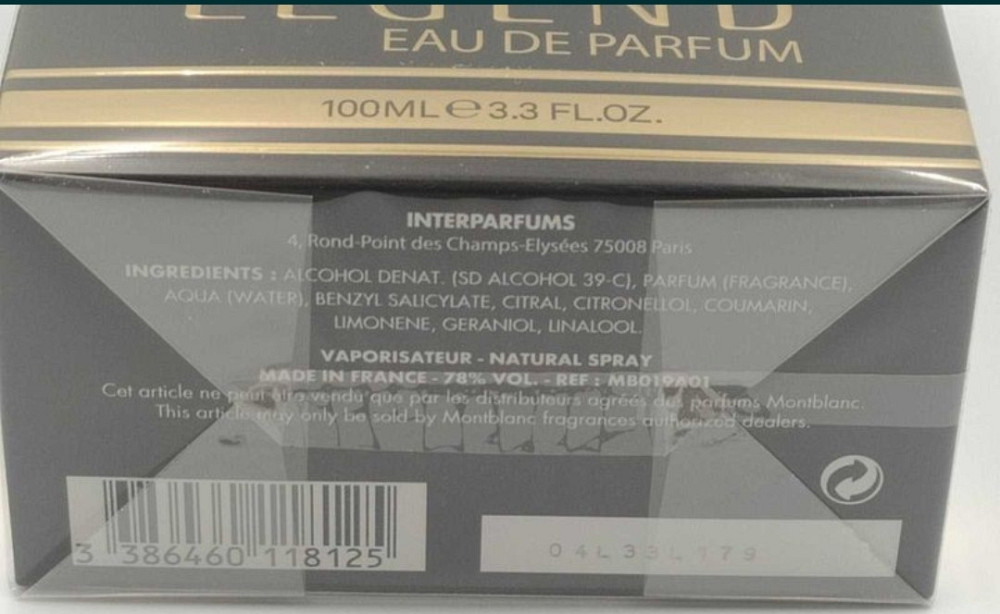 LEGEND
EAU DE PARFUM
100ML ℮ 3.3 FL.OZ.
INTERPARFUMS
4, Rond-Point des Champs-Elysées 75008 Paris
INGREDIENTS : ALCOHOL DENAT. (SD ALCOHOL 39-C), PARFUM (FRAGRANCE),
AQUA (WATER), BENZYL SALICYLATE, CITRAL, CITRONELLOL, COUMARIN,
LIMONENE, GERANIOL, LINALOOL.
VAPORISATEUR - NATURAL SPRAY
MADE IN FRANCE - 78% VOL. - REF : MB019A01
Cet article ne peut être vendu que par les distributeurs agréés des parfums Montblanc.
This article may only be sold by Montblanc fragrances authorized dealers.
3 386460 118125
04L33L179